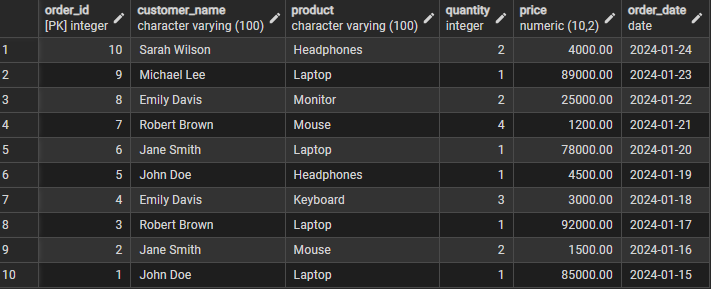 order_id customer_name product quantity price order_date
[PK] integer character varying (100) character varying (100) integer numeric (10,2) date
1 10 Sarah Wilson Headphones 2 4000.00 2024-01-24
2 9 Michael Lee Laptop 1 89000.00 2024-01-23
3 8 Emily Davis Monitor 2 25000.00 2024-01-22
4 7 Robert Brown Mouse 4 1200.00 2024-01-21
5 6 Jane Smith Laptop 1 78000.00 2024-01-20
6 5 John Doe Headphones 1 4500.00 2024-01-19
7 4 Emily Davis Keyboard 3 3000.00 2024-01-18
8 3 Robert Brown Laptop 1 92000.00 2024-01-17
9 2 Jane Smith Mouse 2 1500.00 2024-01-16
10 1 John Doe Laptop 1 85000.00 2024-01-15